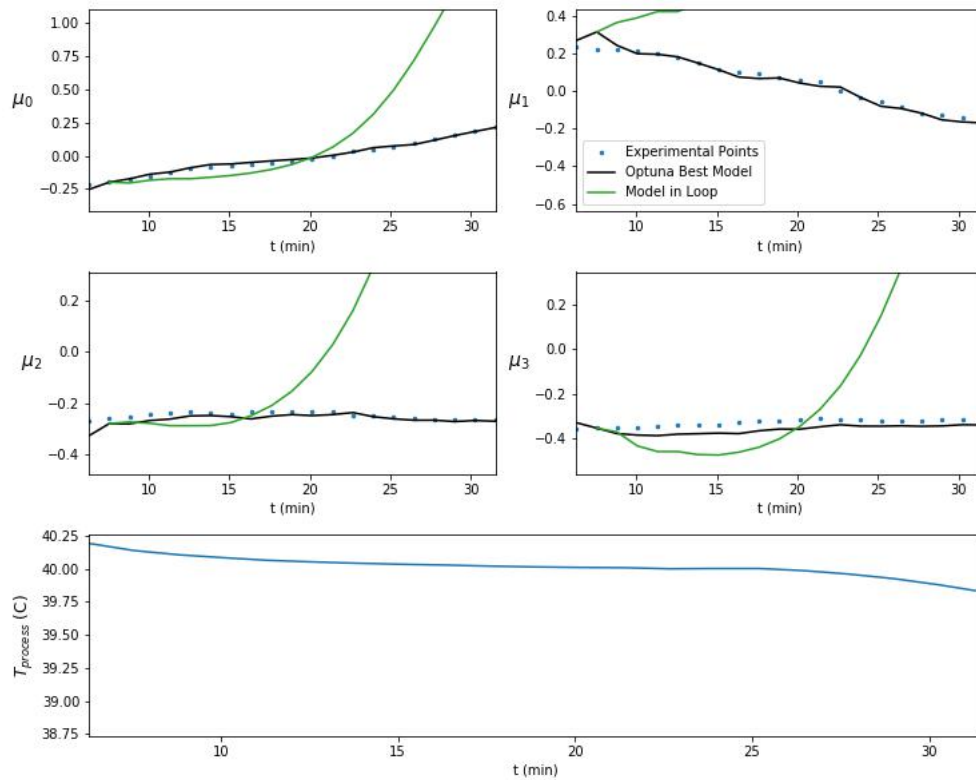 1.00
0.75
0.50
0.25
0.00
−0.25
μ0
10 15 20 25 30
t (min)
0.4
0.2
0.0
−0.2
−0.4
−0.6
μ1
Experimental Points
Optuna Best Model
Model in Loop
10 15 20 25 30
t (min)
0.2
0.0
−0.2
−0.4
μ2
10 15 20 25 30
t (min)
0.2
0.0
−0.2
−0.4
μ3
10 15 20 25 30
t (min)
40.25
40.00
39.75
39.50
39.25
39.00
38.75
Tprocess (C)
10 15 20 25 30
t (min)